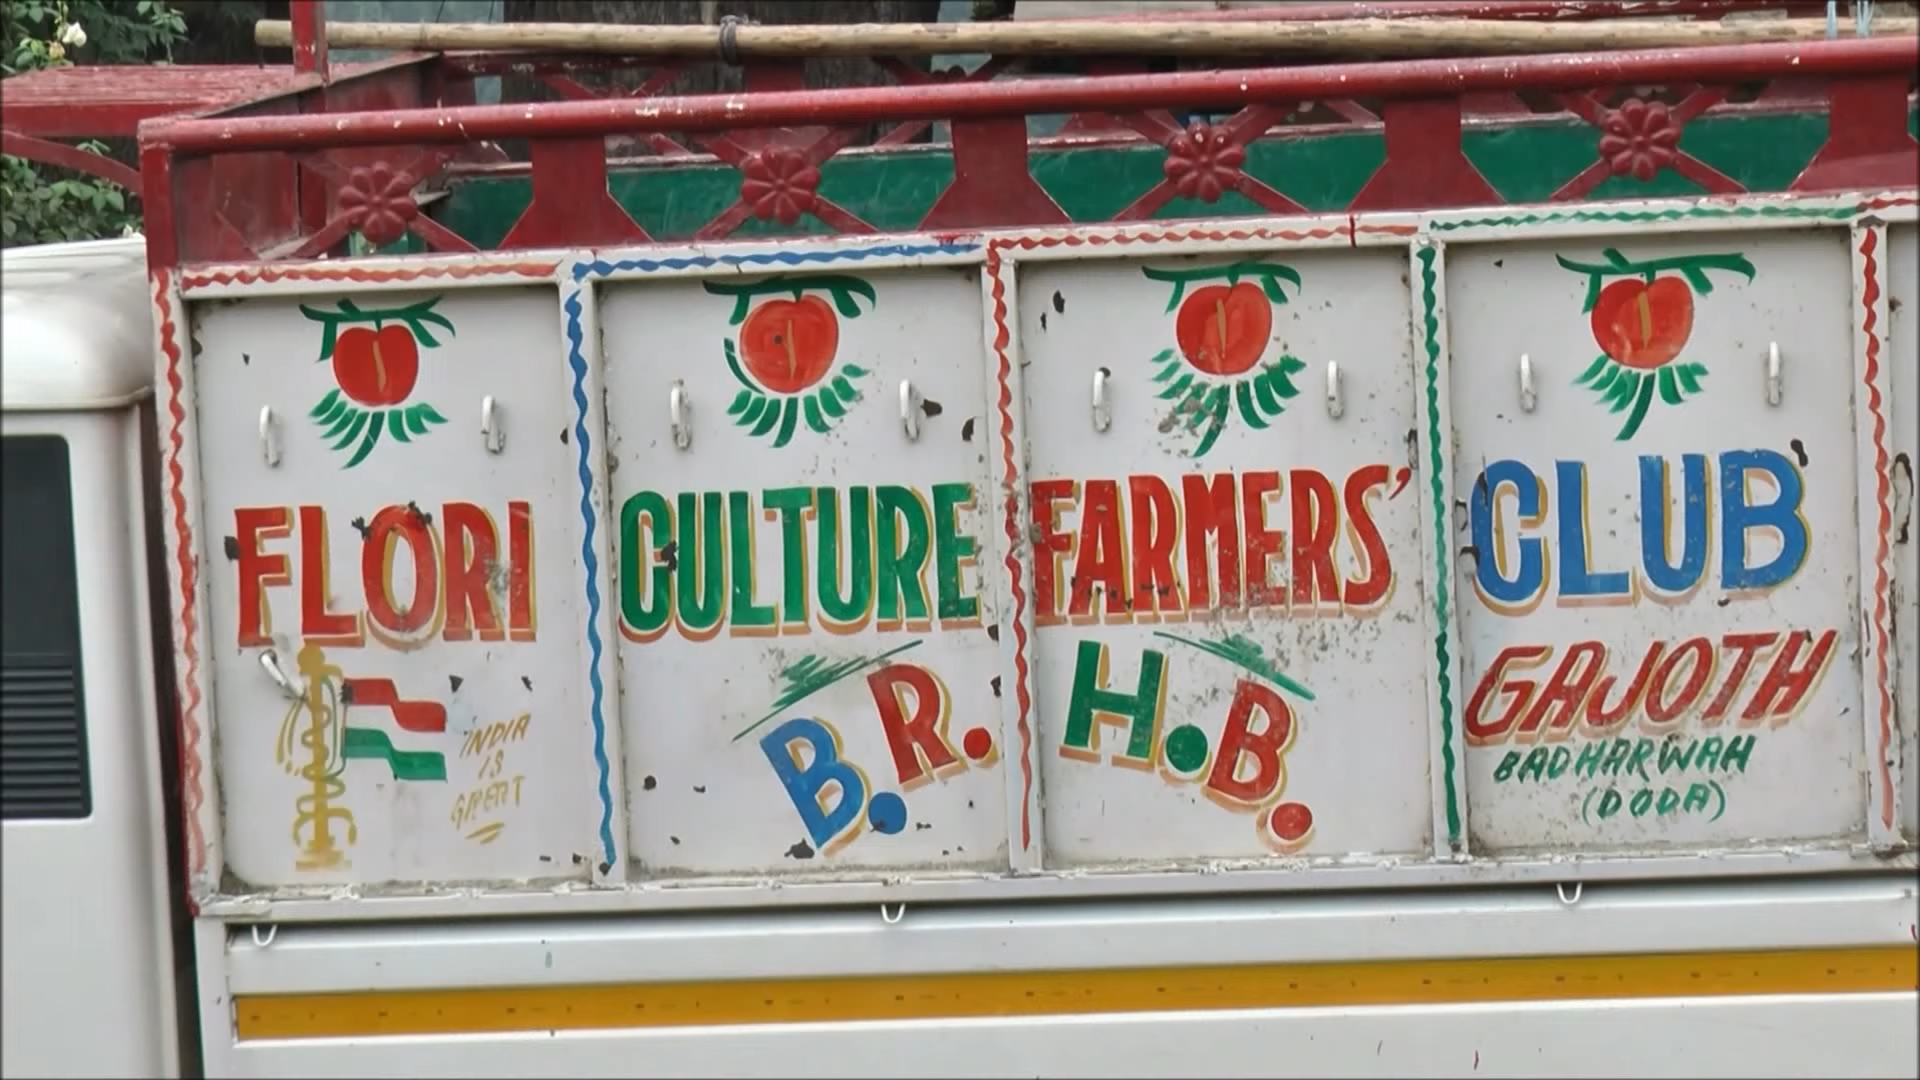 FLORI CULTURE FARMERS' CLUB
INDIA
IS
GREAT
B.R. H.B.
GAJOTH
BADHARWAH
(DODA)